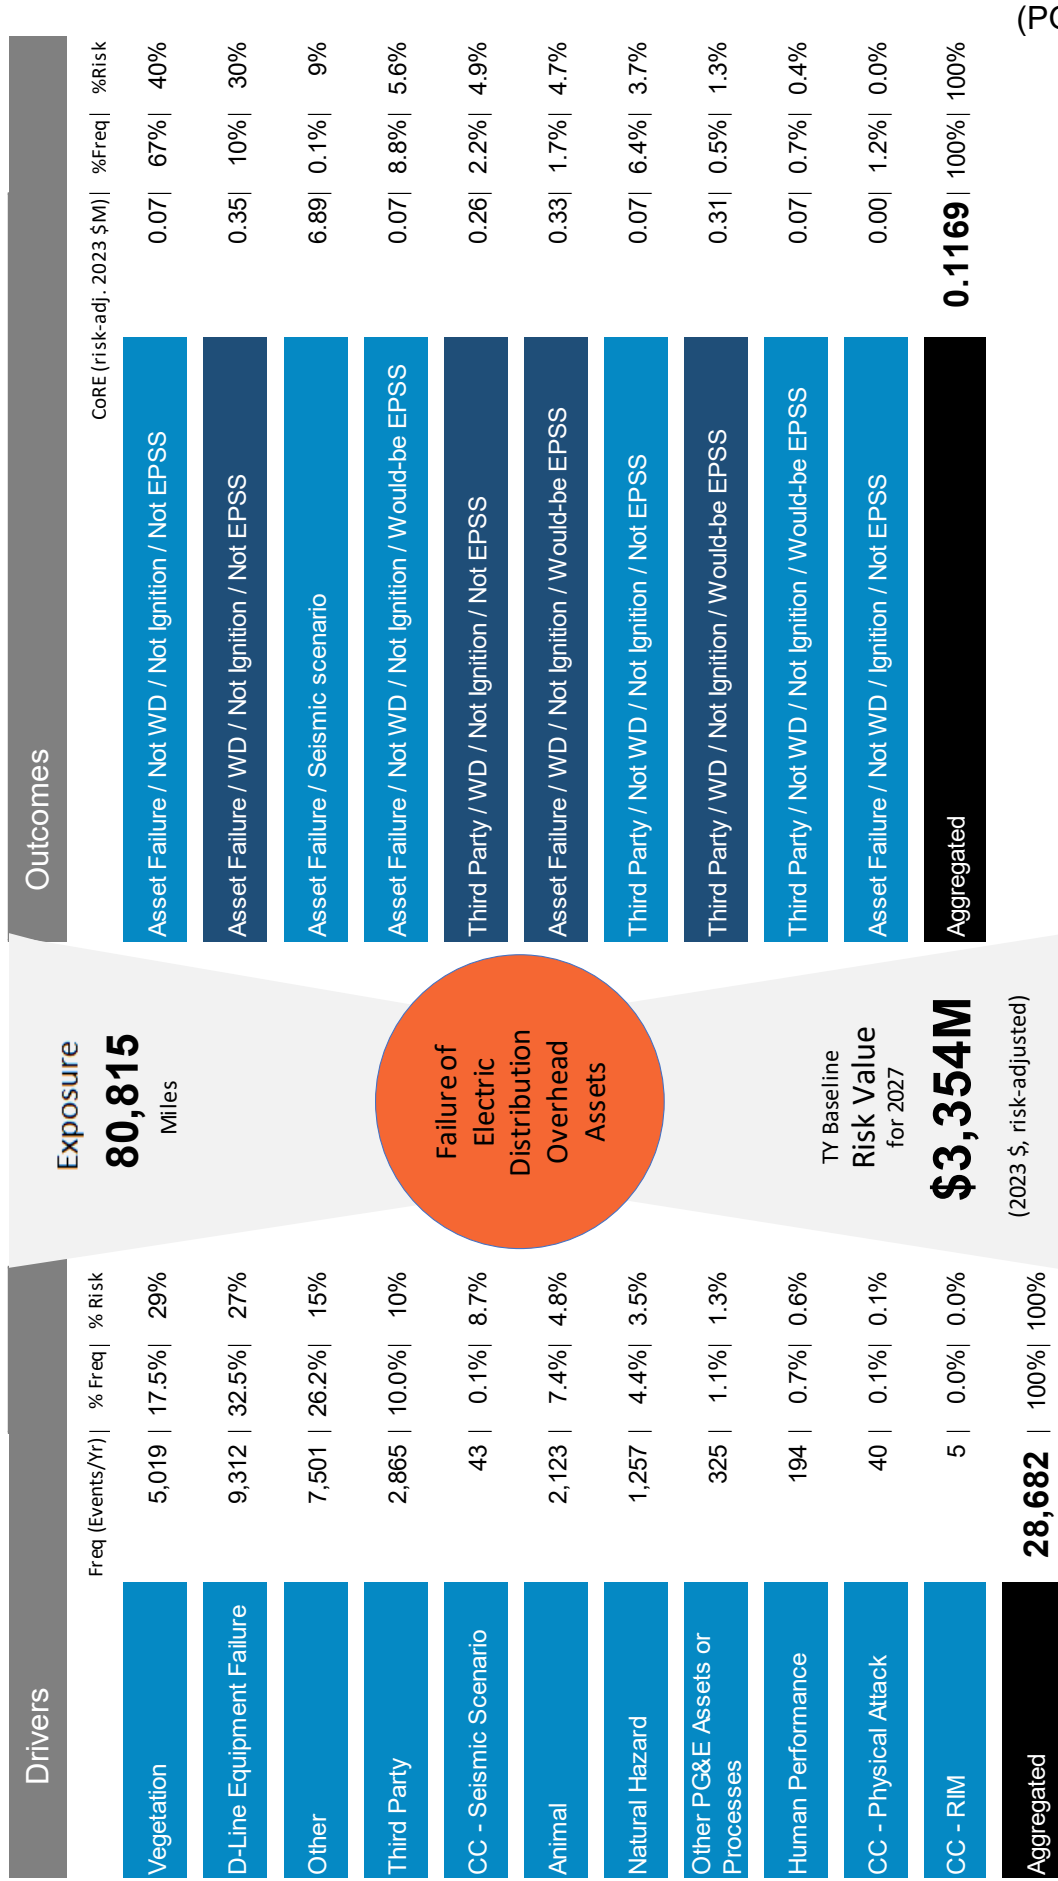 Drivers
Freq (Events/Yr) | % Freq | % Risk
Vegetation 5,019 | 17.5% | 29%
D-Line Equipment Failure 9,312 | 32.5% | 27%
Other 7,501 | 26.2% | 15%
Third Party 2,865 | 10.0% | 10%
CC - Seismic Scenario 43 | 0.1% | 8.7%
Animal 2,123 | 7.4% | 4.8%
Natural Hazard 1,257 | 4.4% | 3.5%
Other PG&E Assets or
Processes 325 | 1.1% | 1.3%
Human Performance 194 | 0.7% | 0.6%
CC - Physical Attack 40 | 0.1% | 0.1%
CC - RIM 5 | 0.0% | 0.0%
Aggregated 28,682 | 100% | 100%
Exposure
80,815
Miles
Failure of
Electric
Distribution
Overhead
Assets
TY Baseline
Risk Value
for 2027
$3,354M
(2023 $, risk-adjusted)
Outcomes
CoRE (risk-adj. 2023 $M) | %Freq | %Risk
Asset Failure / Not WD / Not Ignition / Not EPSS 0.07 | 67% | 40%
Asset Failure / WD / Not Ignition / Not EPSS 0.35 | 10% | 30%
Asset Failure / Seismic scenario 6.89 | 0.1% | 9%
Asset Failure / Not WD / Not Ignition / Would-be EPSS 0.07 | 8.8% | 5.6%
Third Party / WD / Not Ignition / Not EPSS 0.26 | 2.2% | 4.9%
Asset Failure / WD / Not Ignition / Would-be EPSS 0.33 | 1.7% | 4.7%
Third Party / Not WD / Not Ignition / Not EPSS 0.07 | 6.4% | 3.7%
Third Party / WD / Not Ignition / Would-be EPSS 0.31 | 0.5% | 1.3%
Third Party / Not WD / Not Ignition / Would-be EPSS 0.07 | 0.7% | 0.4%
Asset Failure / Not WD / Ignition / Not EPSS 0.00 | 1.2% | 0.0%
Aggregated 0.1169 | 100% | 100%